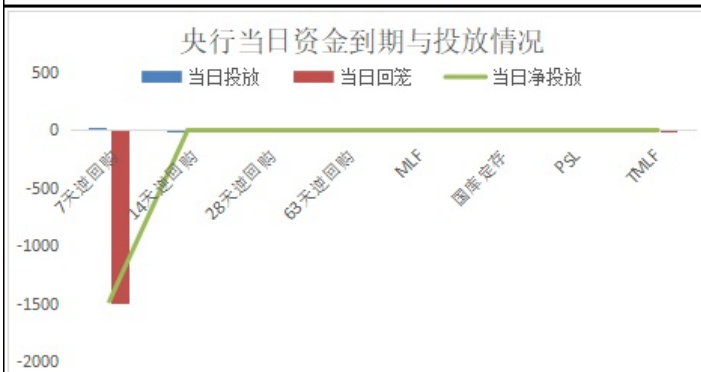 央行当日资金到期与投放情况
500
当日投放 当日回笼 当日净投放
0
-500
-1000
-1500
-2000
7天逆回购
14天逆回购
28天逆回购
63天逆回购
MLF
国库定存
PSL
TMLF